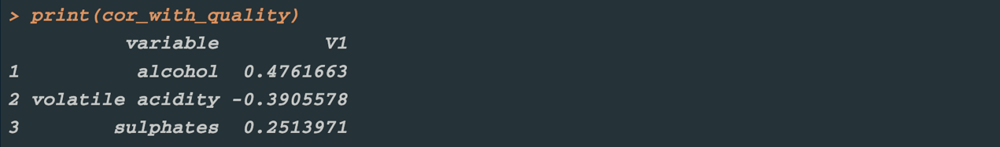 > print(cor_with_quality)
variable V1
1 alcohol 0.4761663
2 volatile acidity -0.3905578
3 sulphates 0.2513971